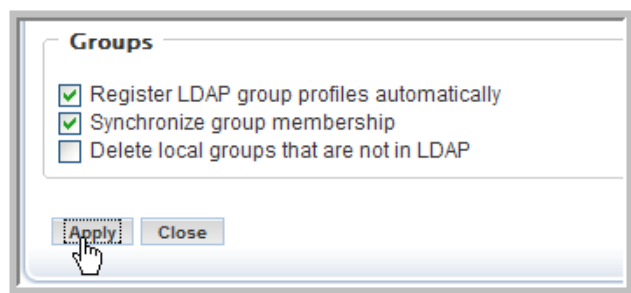 Groups
Register LDAP group profiles automatically
Synchronize group membership
Delete local groups that are not in LDAP
Apply Close